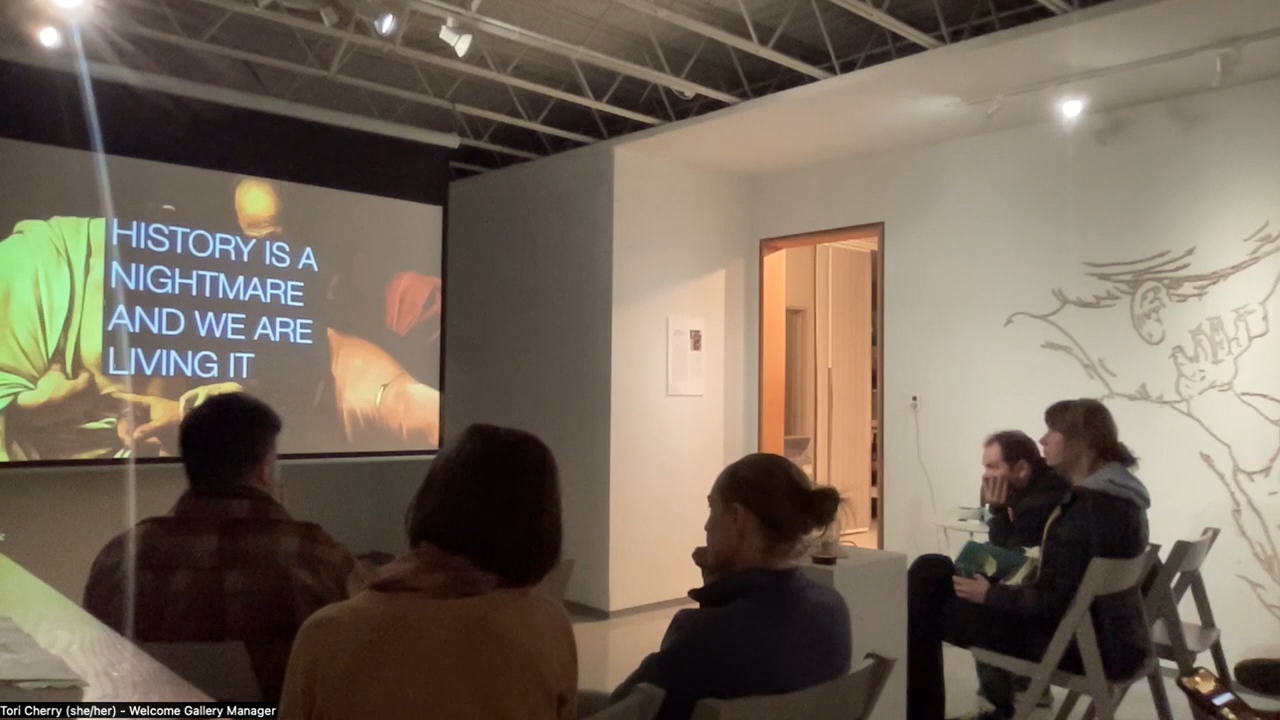 HISTORY IS A
NIGHTMARE
AND WE ARE
LIVING IT
Tori Cherry (she/her) - Welcome Gallery Manager